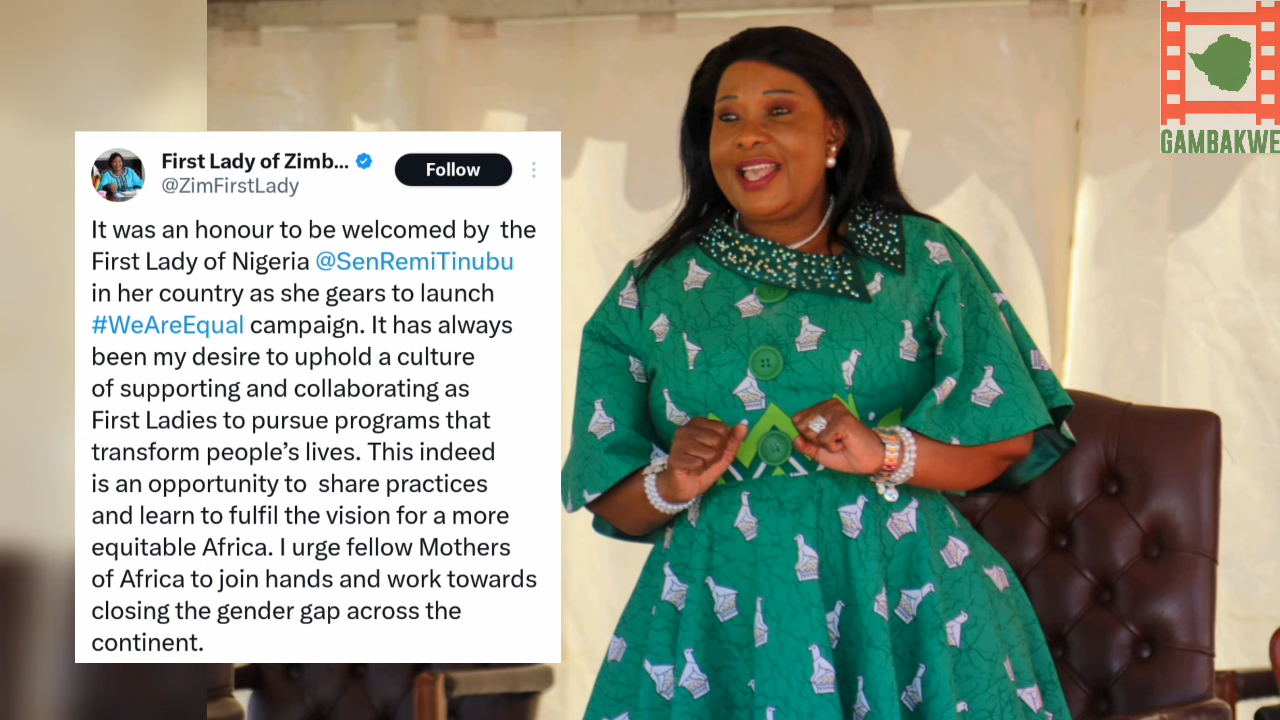 First Lady of Zimb...
@ZimFirstLady
Follow
It was an honour to be welcomed by  the
First Lady of Nigeria @SenRemiTinubu
in her country as she gears to launch
#WeAreEqual campaign. It has always
been my desire to uphold a culture
of supporting and collaborating as
First Ladies to pursue programs that
transform people’s lives. This indeed
is an opportunity to  share practices
and learn to fulfil the vision for a more
equitable Africa. I urge fellow Mothers
of Africa to join hands and work towards
closing the gender gap across the
continent.
GAMBAKWE